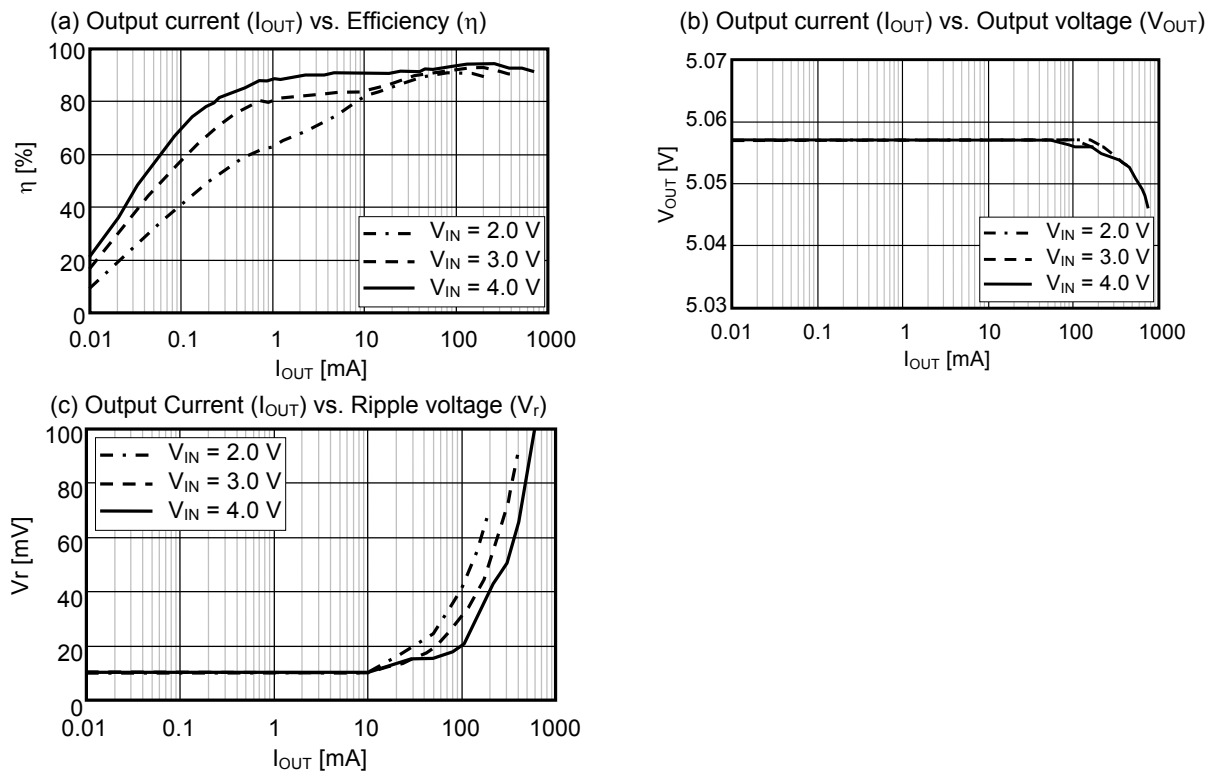 (a) Output current (IOUT) vs. Efficiency (η)
100
80
60
40
20
0
η [%]
0.01 0.1 1 10 100 1000
IOUT [mA]
VIN = 2.0 V
VIN = 3.0 V
VIN = 4.0 V
(b) Output current (IOUT) vs. Output voltage (VOUT)
5.07
5.06
5.05
5.04
5.03
VOUT [V]
0.01 0.1 1 10 100 1000
IOUT [mA]
VIN = 2.0 V
VIN = 3.0 V
VIN = 4.0 V
(c) Output Current (IOUT) vs. Ripple voltage (Vr)
100
80
60
40
20
0
Vr [mV]
0.01 0.1 1 10 100 1000
IOUT [mA]
VIN = 2.0 V
VIN = 3.0 V
VIN = 4.0 V